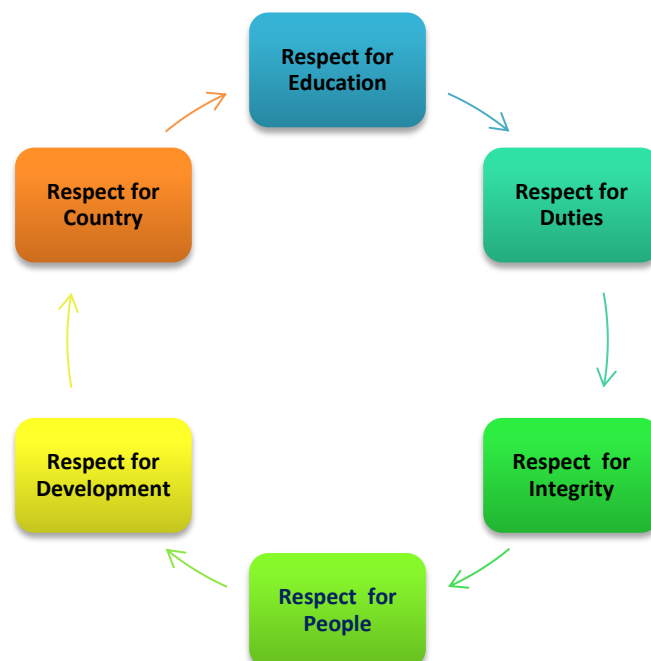 Respect for
Education
Respect for
Duties
Respect  for
Integrity
Respect  for
People
Respect for
Development
Respect for
Country